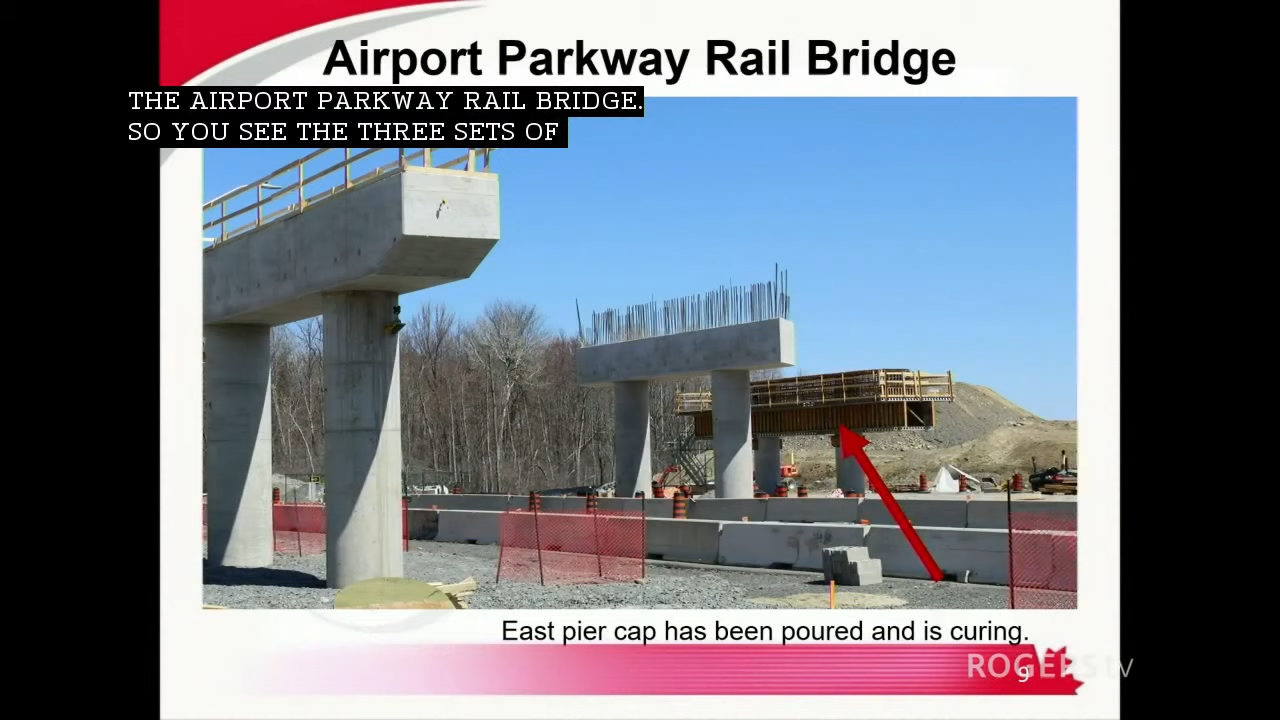 Airport Parkway Rail Bridge
THE AIRPORT PARKWAY RAIL BRIDGE.
SO YOU SEE THE THREE SETS OF
East pier cap has been poured and is curing.
ROGERS tv
9